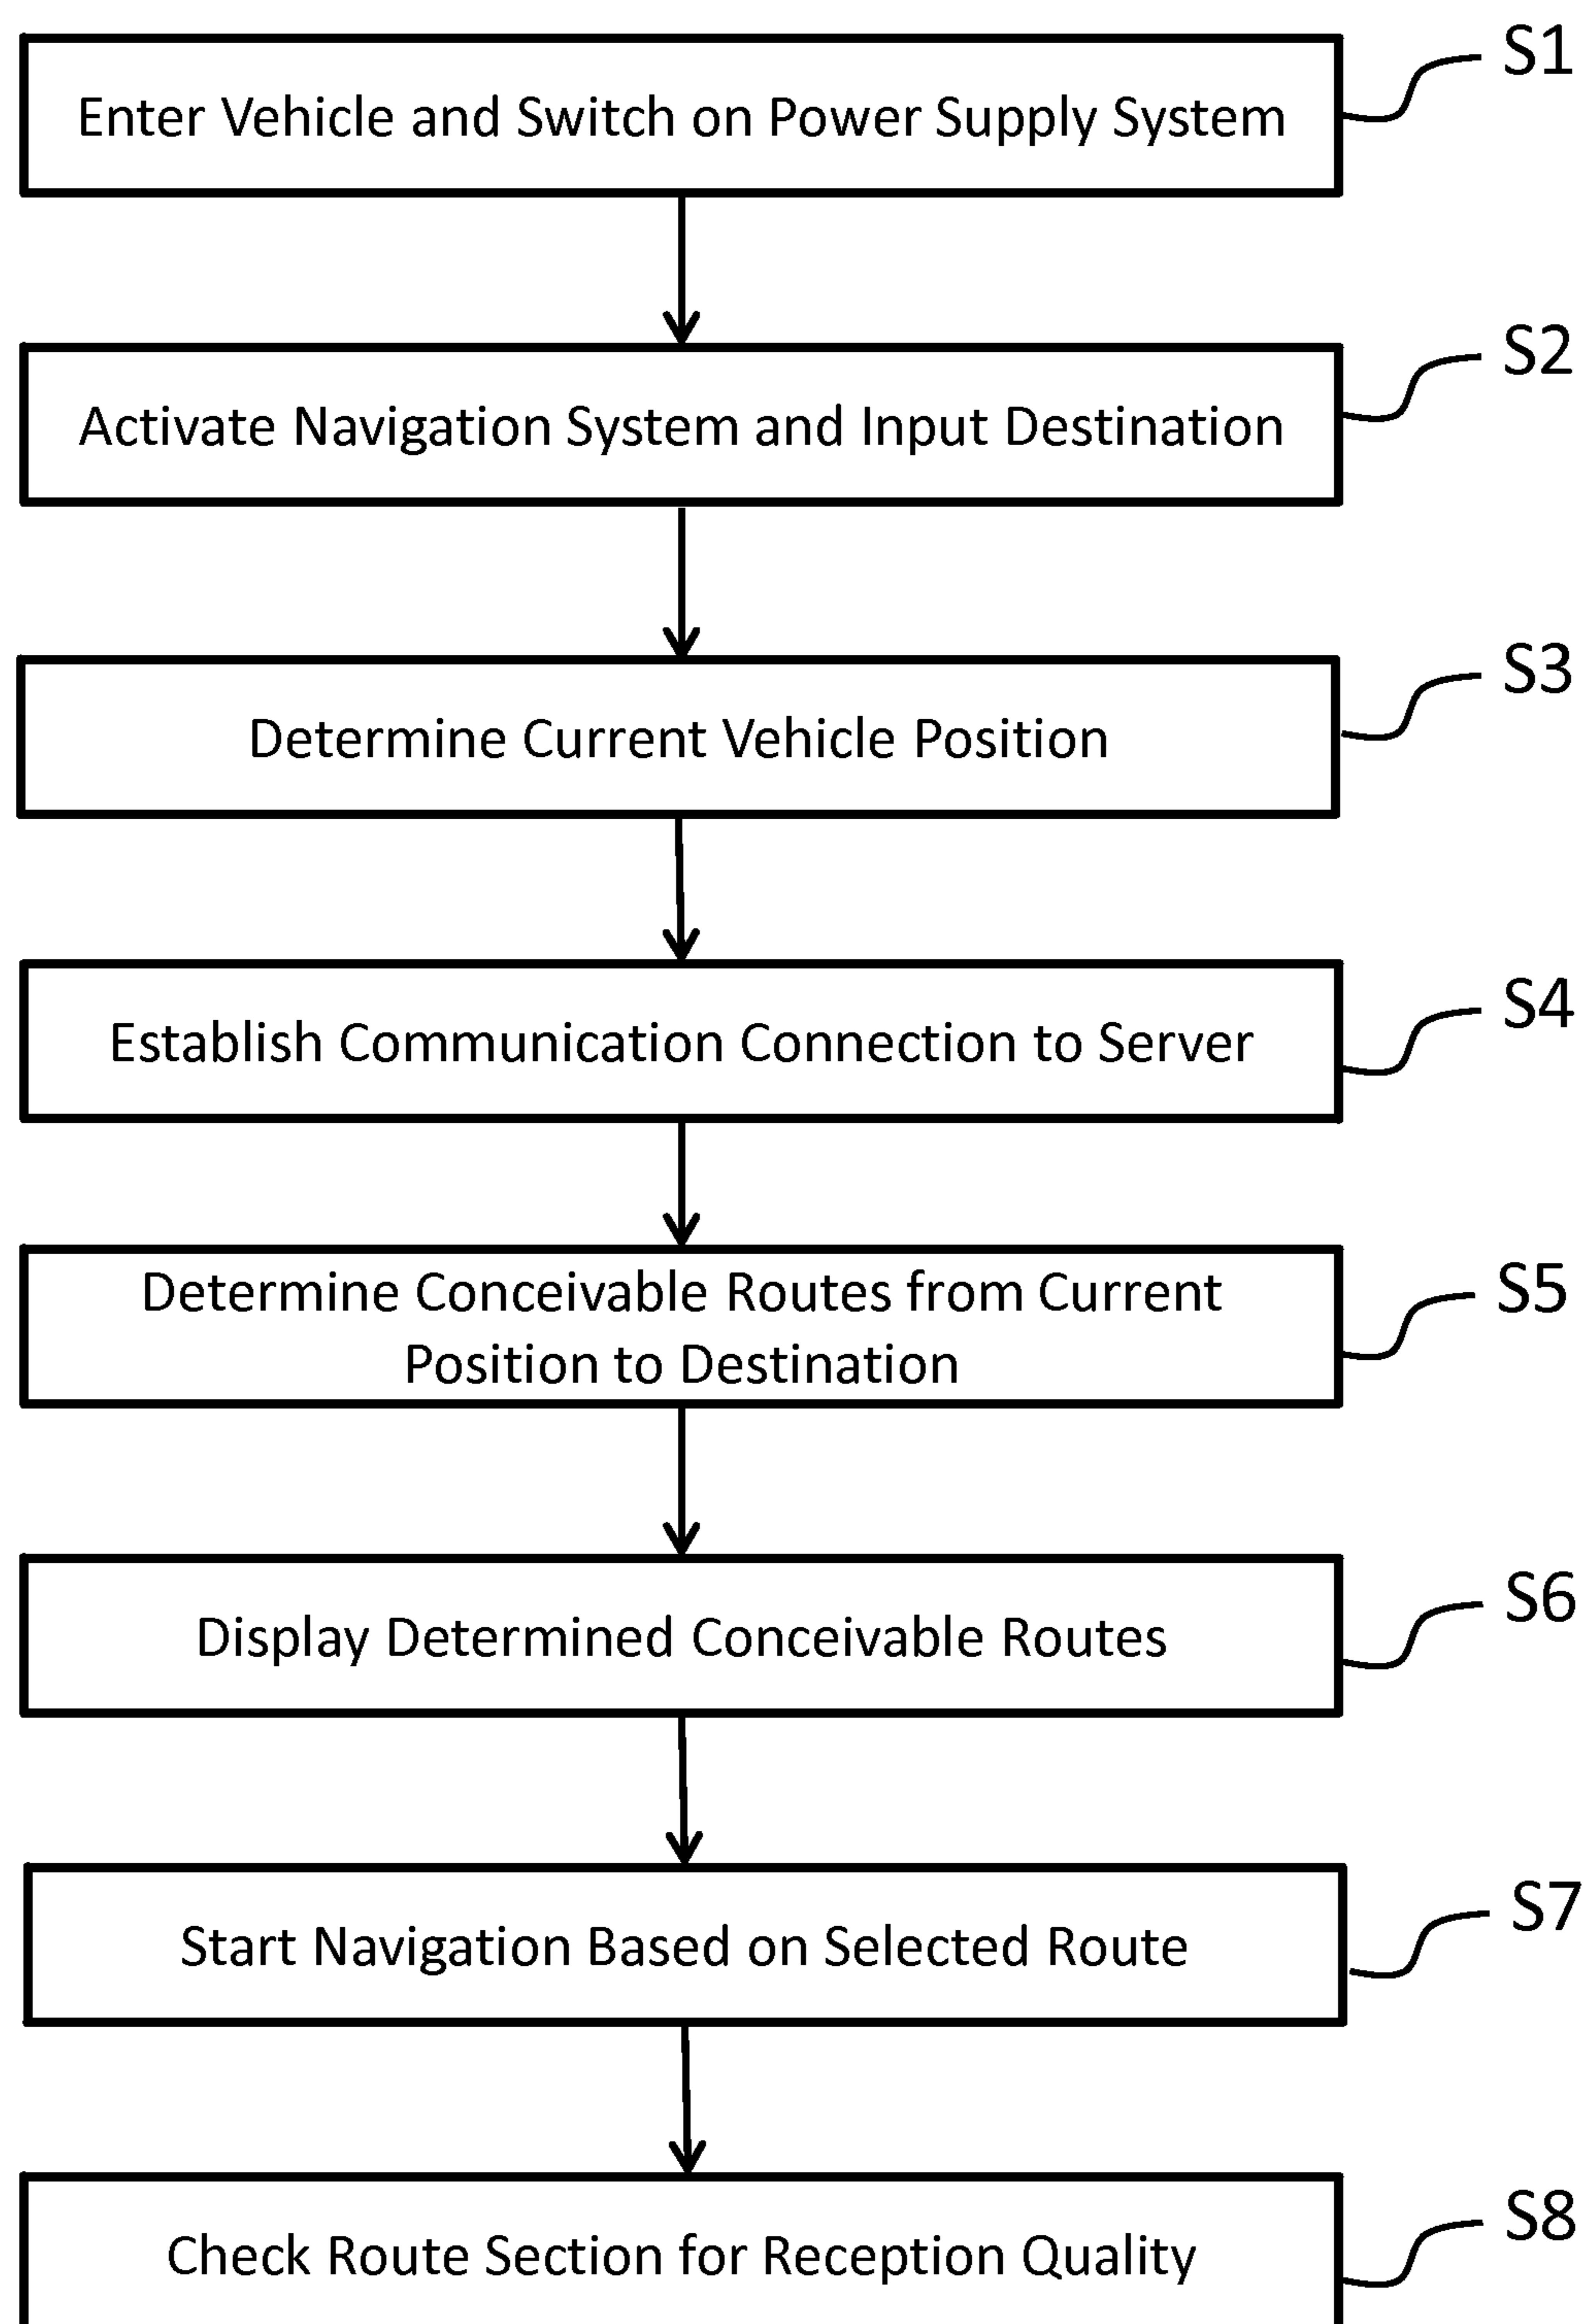 Enter Vehicle and Switch on Power Supply System
S1
Activate Navigation System and Input Destination
S2
Determine Current Vehicle Position
S3
Establish Communication Connection to Server
S4
Determine Conceivable Routes from Current
Position to Destination
S5
Display Determined Conceivable Routes
S6
Start Navigation Based on Selected Route
S7
Check Route Section for Reception Quality
S8